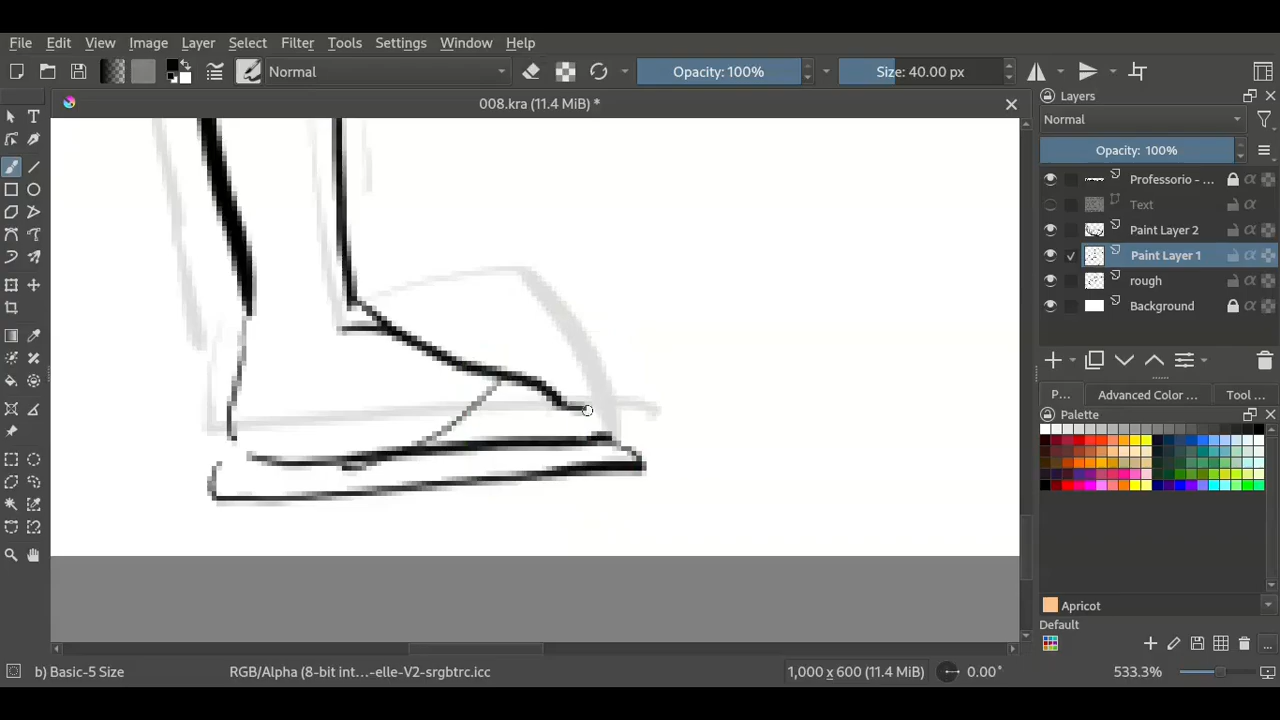 File Edit View Image Layer Select Filter Tools Settings Window Help
Normal Opacity: 100% Size: 40.00 px
008.kra (11.4 MiB) *
Layers
Normal
Opacity: 100%
Professorio - ...
Text
Paint Layer 2
Paint Layer 1
rough
Background
P... Advanced Color ... Tool ...
Palette
Apricot
Default
...
b) Basic-5 Size RGB/Alpha (8-bit int...-elle-V2-srgbtrc.icc 1,000 x 600 (11.4 MiB) 0.00° 533.3%